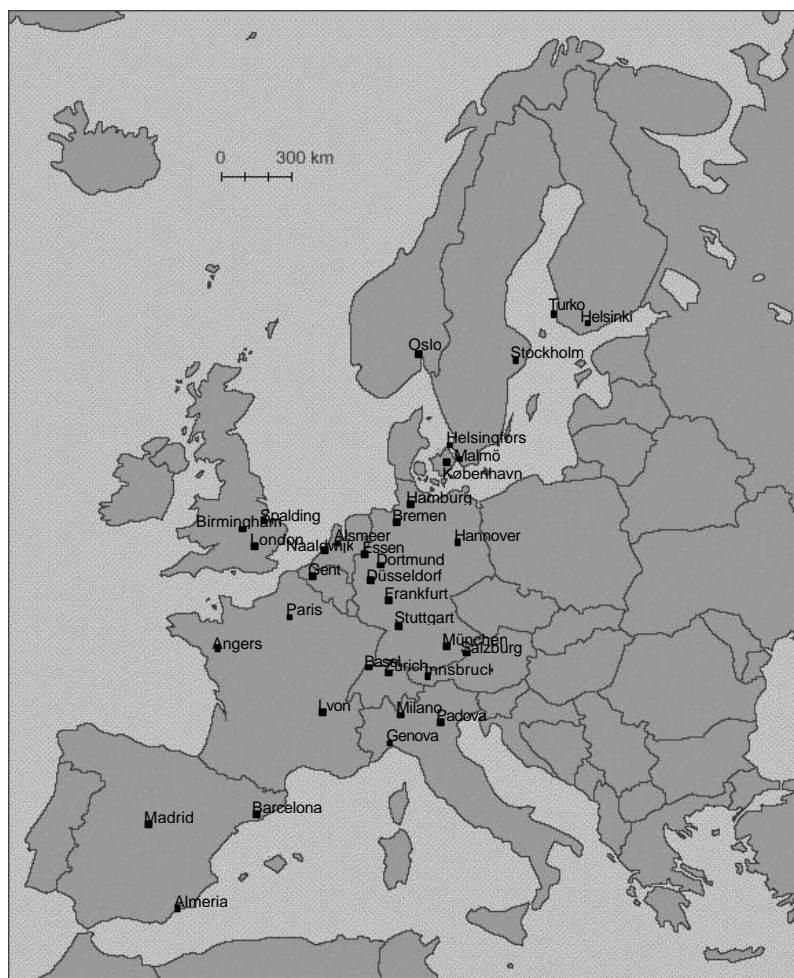 0 300 km
Turko
Helsinki
Oslo
Stockholm
Helsingfors
Malmö
København
Hamburg
Spalding
Birmingham
Bremen
London
Naaldwijk
Alsmeer
Hannover
Essen
Dortmund
Gent
Düsseldorf
Frankfurt
Paris
Stuttgart
Angers
München
Salzburg
Basel
Zürich
Innsbruck
Lyon
Milano
Padova
Genova
Barcelona
Madrid
Almeria